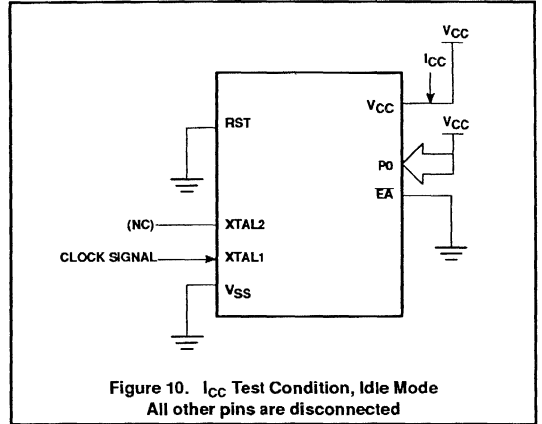 VCC
ICC
VCC
VCC
RST
P0
EA
(NC)
XTAL2
CLOCK SIGNAL
XTAL1
VSS
Figure 10. ICC Test Condition, Idle Mode
All other pins are disconnected